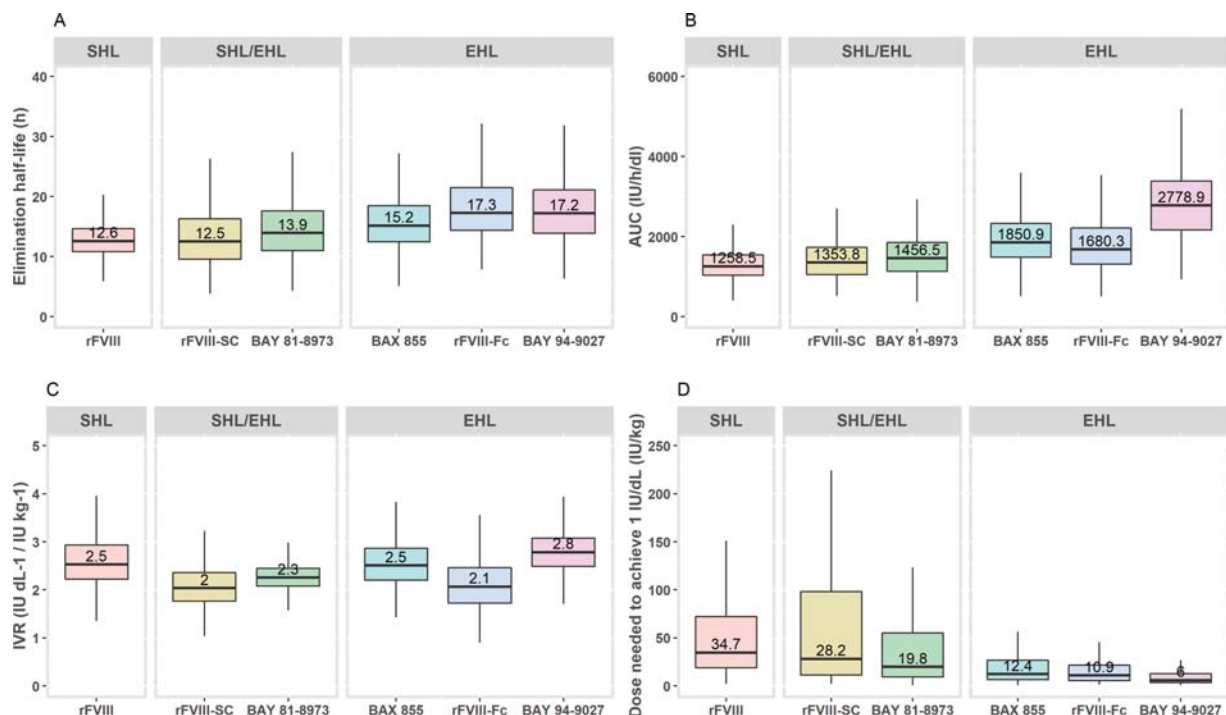 A
SHL SHL/EHL EHL
Elimination half-life (h)
40
30
20
10
0
12.6 12.5 13.9 15.2 17.3 17.2
rFVIII rFVIII-SC BAY 81-8973 BAX 855 rFVIII-Fc BAY 94-9027
B
SHL SHL/EHL EHL
AUC (IU/h/dl)
6000
4000
2000
0
1258.5 1353.8 1456.5 1850.9 1680.3 2778.9
rFVIII rFVIII-SC BAY 81-8973 BAX 855 rFVIII-Fc BAY 94-9027
C
SHL SHL/EHL EHL
IVR (IU dL-1 / IU kg-1)
5
4
3
2
1
0
2.5 2 2.3 2.5 2.1 2.8
rFVIII rFVIII-SC BAY 81-8973 BAX 855 rFVIII-Fc BAY 94-9027
D
SHL SHL/EHL EHL
Dose needed to achieve 1 IU/dL (IU/kg)
250
200
150
100
50
0
34.7 28.2 19.8 12.4 10.9 6
rFVIII rFVIII-SC BAY 81-8973 BAX 855 rFVIII-Fc BAY 94-9027